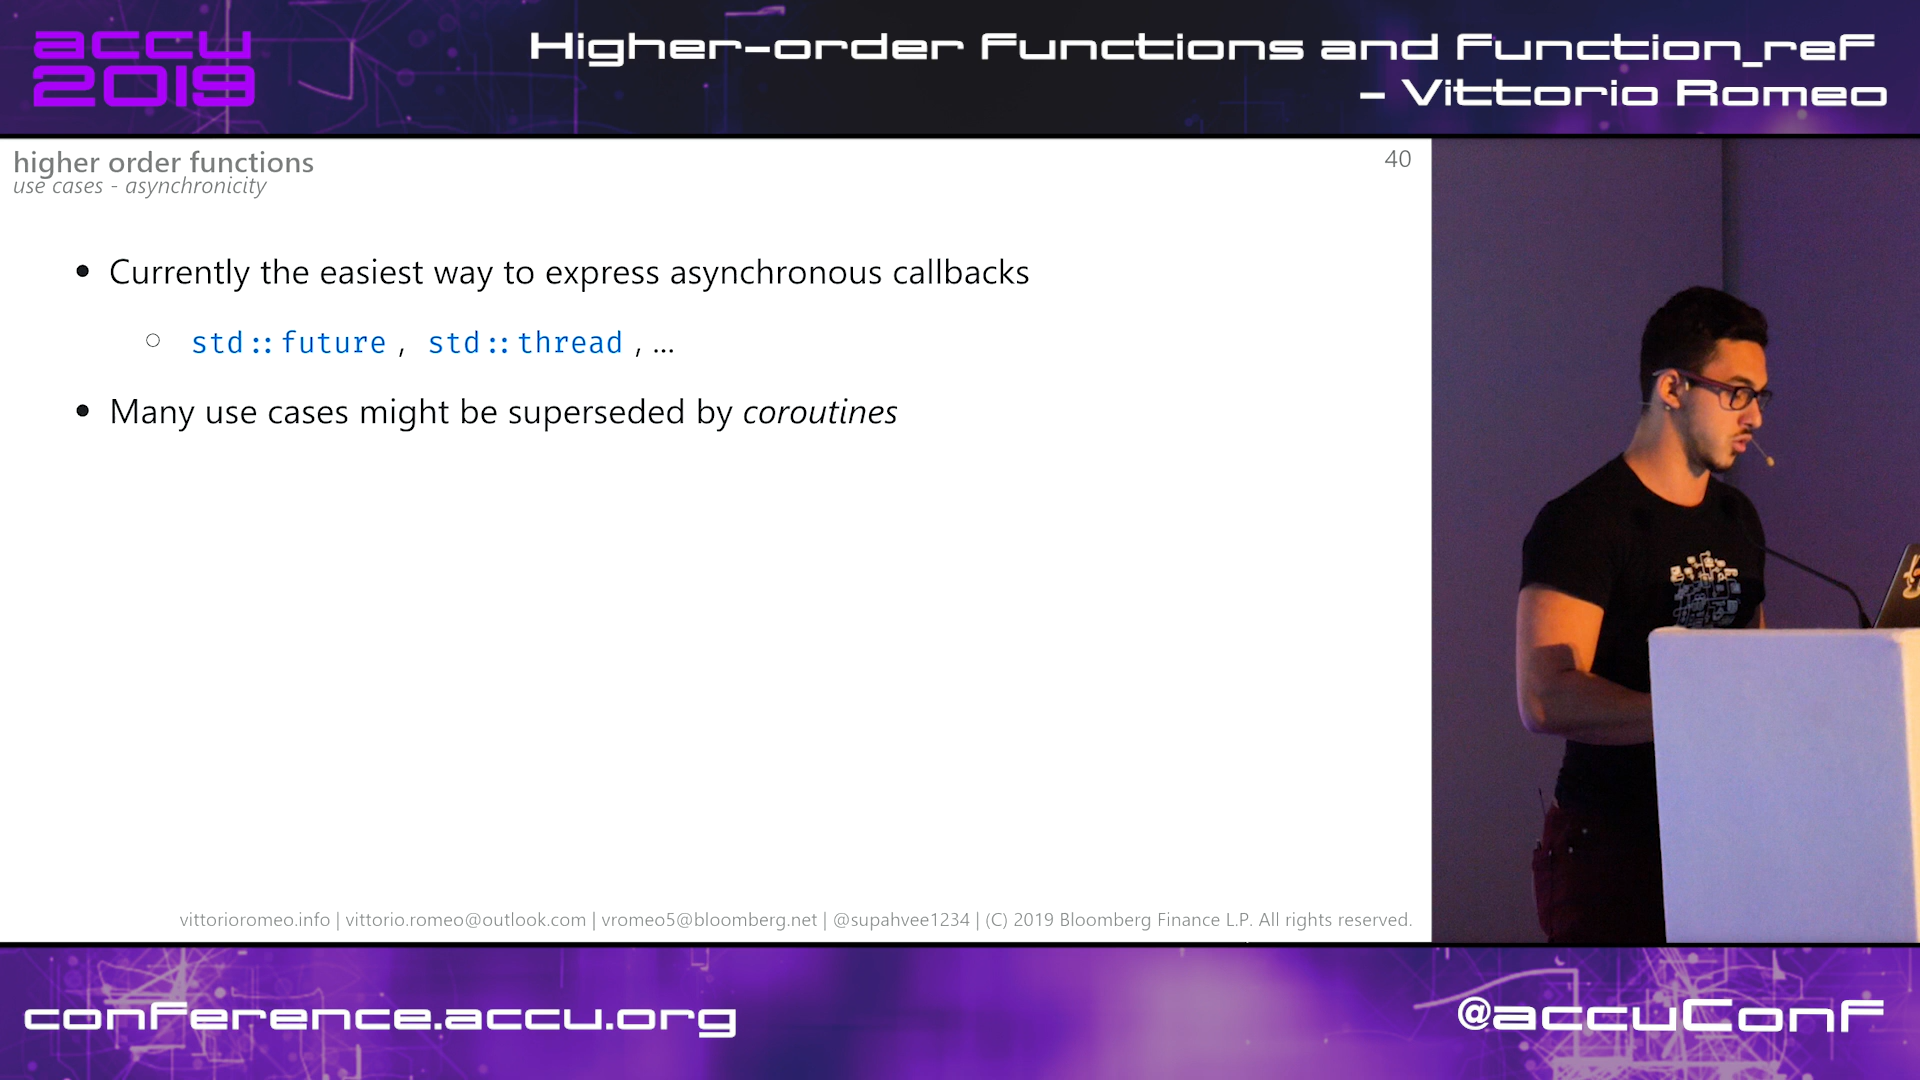 accu
2019
Higher-order Functions and Function_ref
- Vittorio Romeo
higher order functions
use cases - asynchronicity
40
• Currently the easiest way to express asynchronous callbacks
○ std::future , std::thread , ...
• Many use cases might be superseded by coroutines
vittorioromeo.info | vittorio.romeo@outlook.com | vromeo5@bloomberg.net | @supahvee1234 | (C) 2019 Bloomberg Finance L.P. All rights reserved.
conference.accu.org
@accuConf